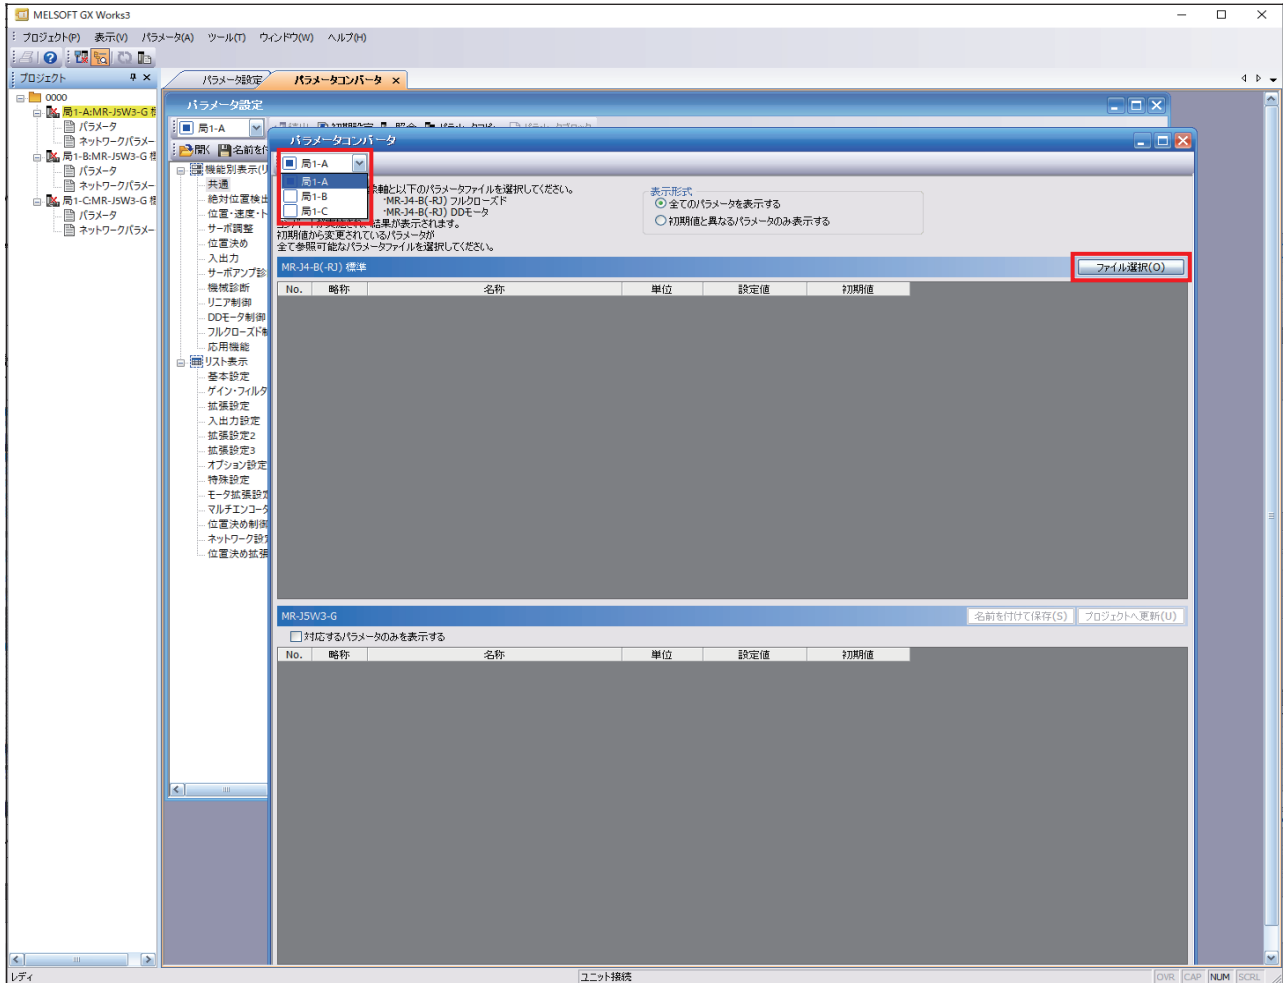 MELSOFT GX Works3
プロジェクト(P) 表示(V) パラメータ(A) ツール(T) ウィンドウ(W) ヘルプ(H)
プロジェクト
パラメータ設定
パラメータコンバータ
0000
局1-A:MR-J5W3-G 標
パラメータ
ネットワークパラメー
局1-B:MR-J5W3-G 標
パラメータ
ネットワークパラメー
局1-C:MR-J5W3-G 標
パラメータ
ネットワークパラメー
パラメータ設定
局1-A
開く 名前を付
機能別表示(リ
共通
絶対位置検出
位置・速度・ト
サーボ調整
位置決め
入出力
サーボアンプ診
機械診断
リニア制御
DDモータ制御
フルクローズド制
応用機能
リスト表示
基本設定
ゲイン・フィルタ
拡張設定
入出力設定
拡張設定2
拡張設定3
オプション設定
特殊設定
モータ拡張設定
マルチエンコータ
位置決め制御
ネットワーク設定
位置決め拡張
パラメータコンバータ
局1-A
局1-A
局1-B
局1-C
象軸と以下のパラメータファイルを選択してください。
・MR-J4-B(-RJ) フルクローズド
・MR-J4-B(-RJ) DDモータ
結果が表示されます。
初期値から変更されているパラメータが
全て参照可能なパラメータファイルを選択してください。
表示形式
全てのパラメータを表示する
初期値と異なるパラメータのみ表示する
MR-J4-B(-RJ) 標準
ファイル選択(O)
No. 略称 名称 単位 設定値 初期値
MR-J5W3-G
名前を付けて保存(S) プロジェクトへ更新(U)
対応するパラメータのみを表示する
No. 略称 名称 単位 設定値 初期値
レディ
ユニット接続
OVR CAP NUM SCRL